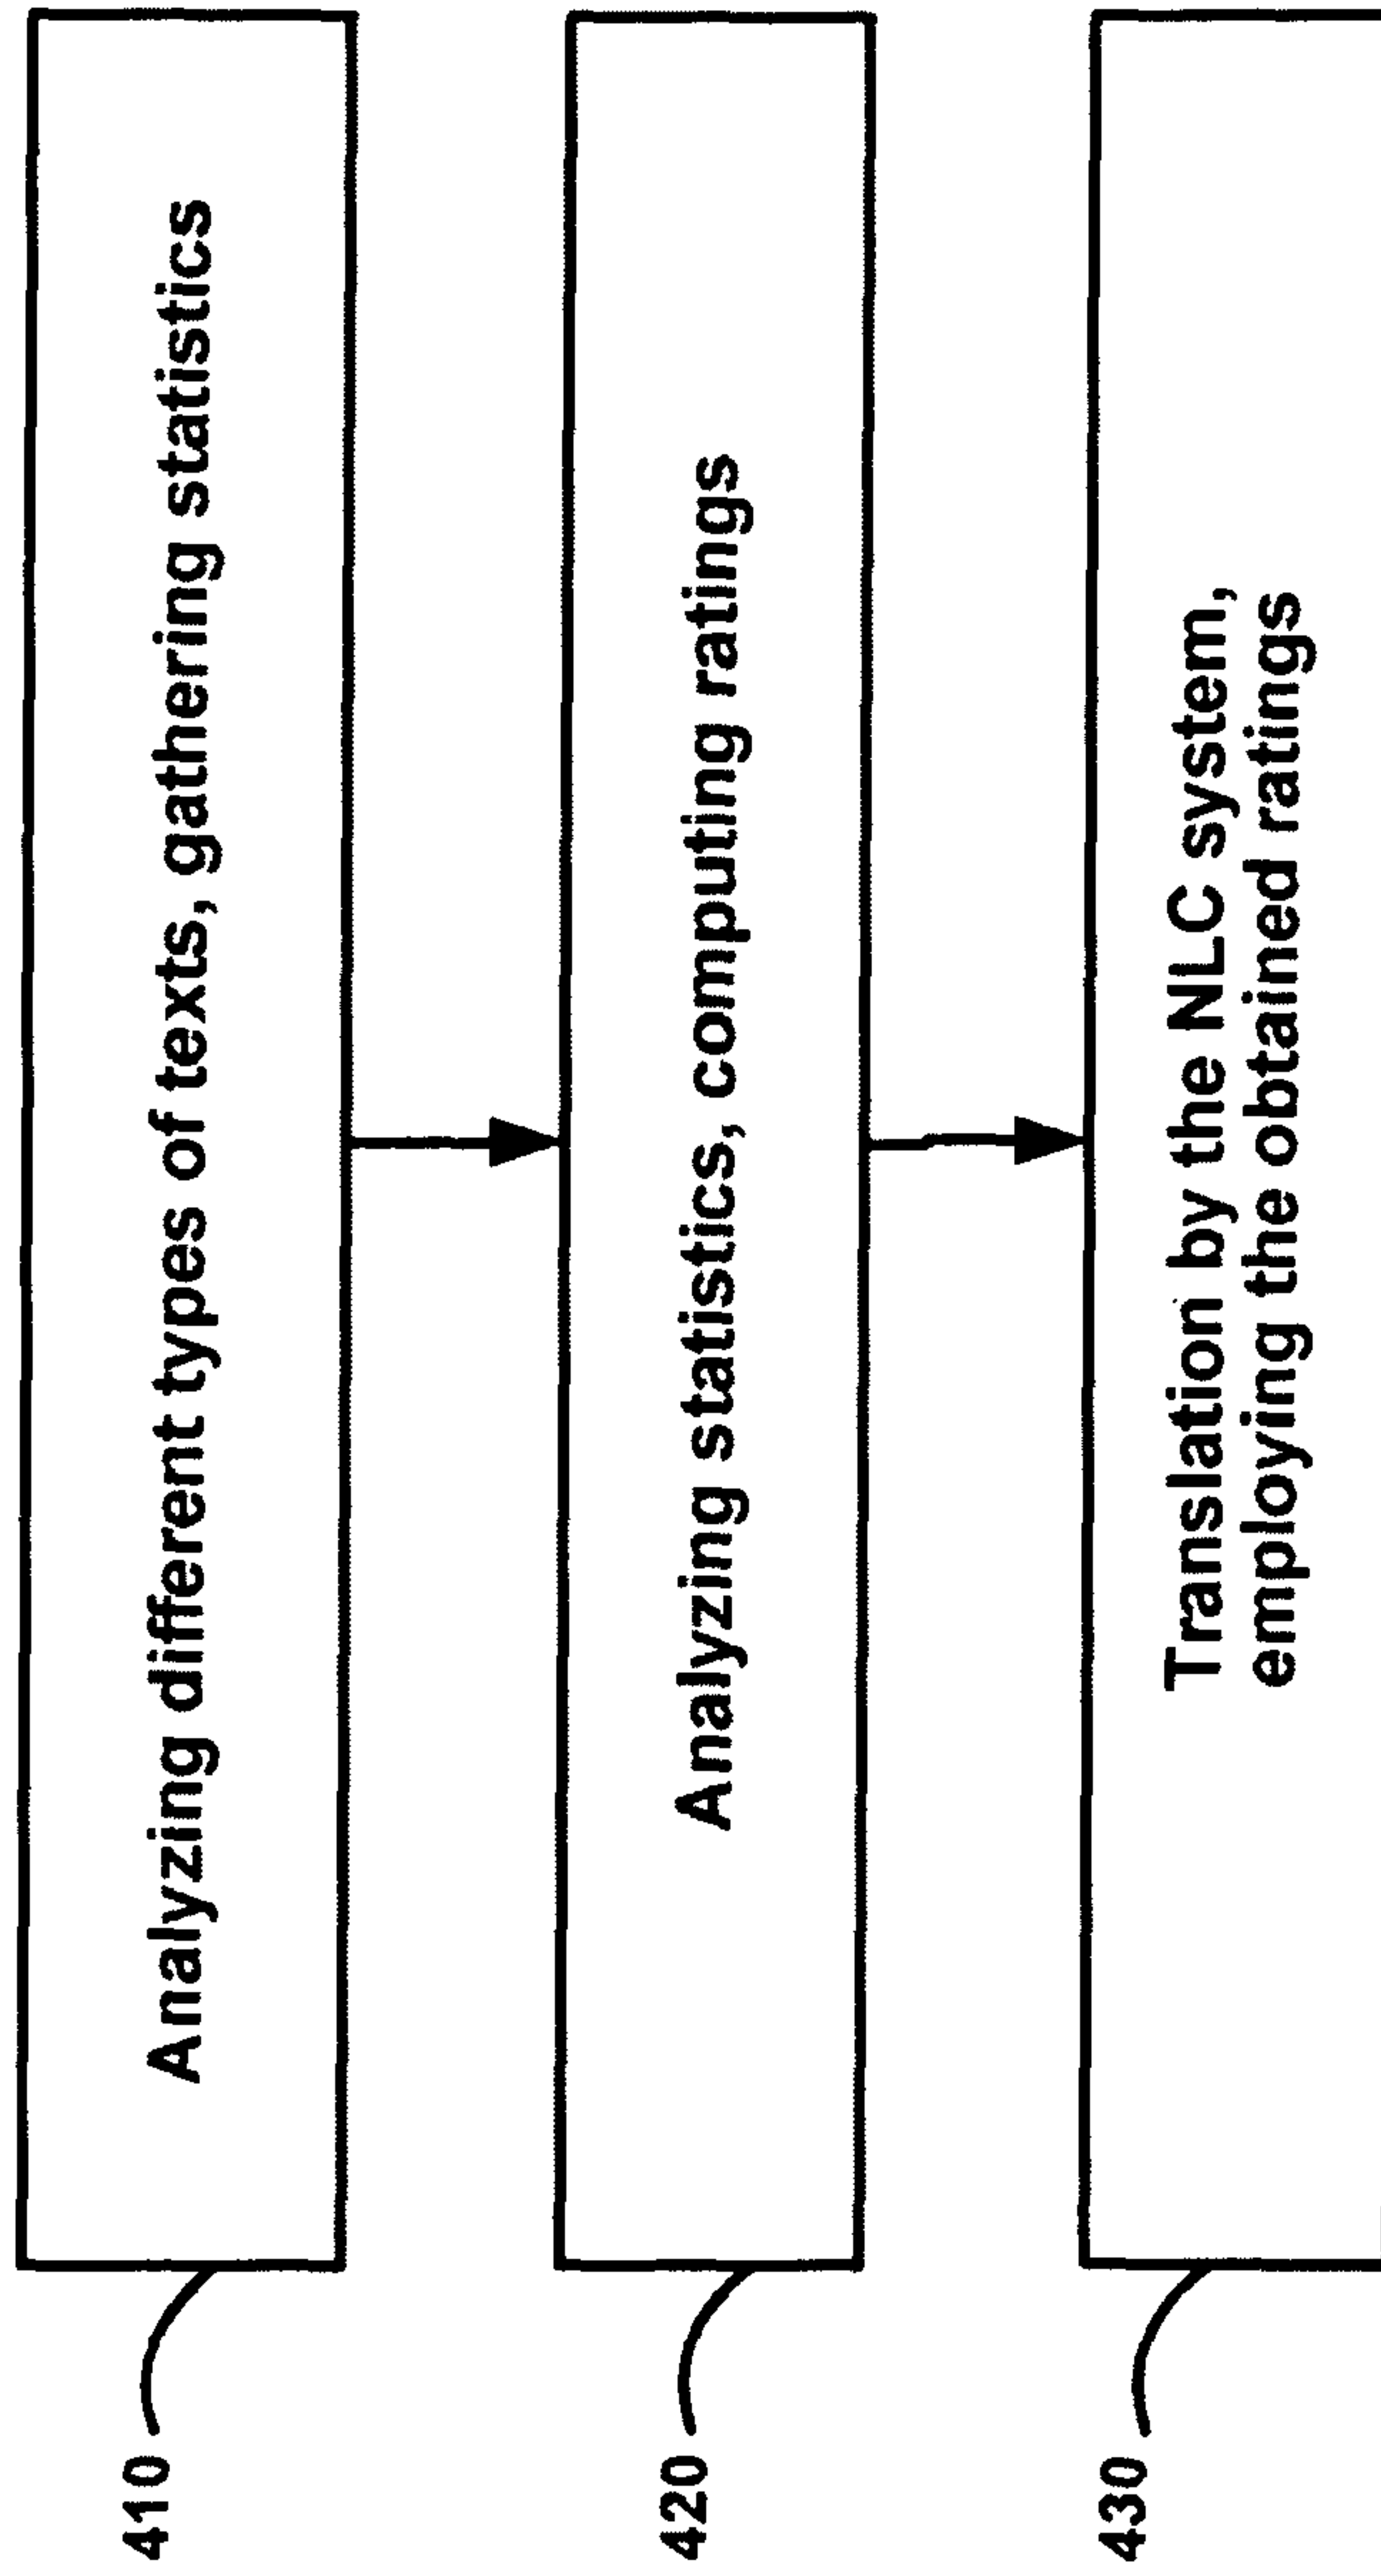 410
Analyzing different types of texts, gathering statistics
420
Analyzing statistics, computing ratings
430
Translation by the NLC system,
employing the obtained ratings